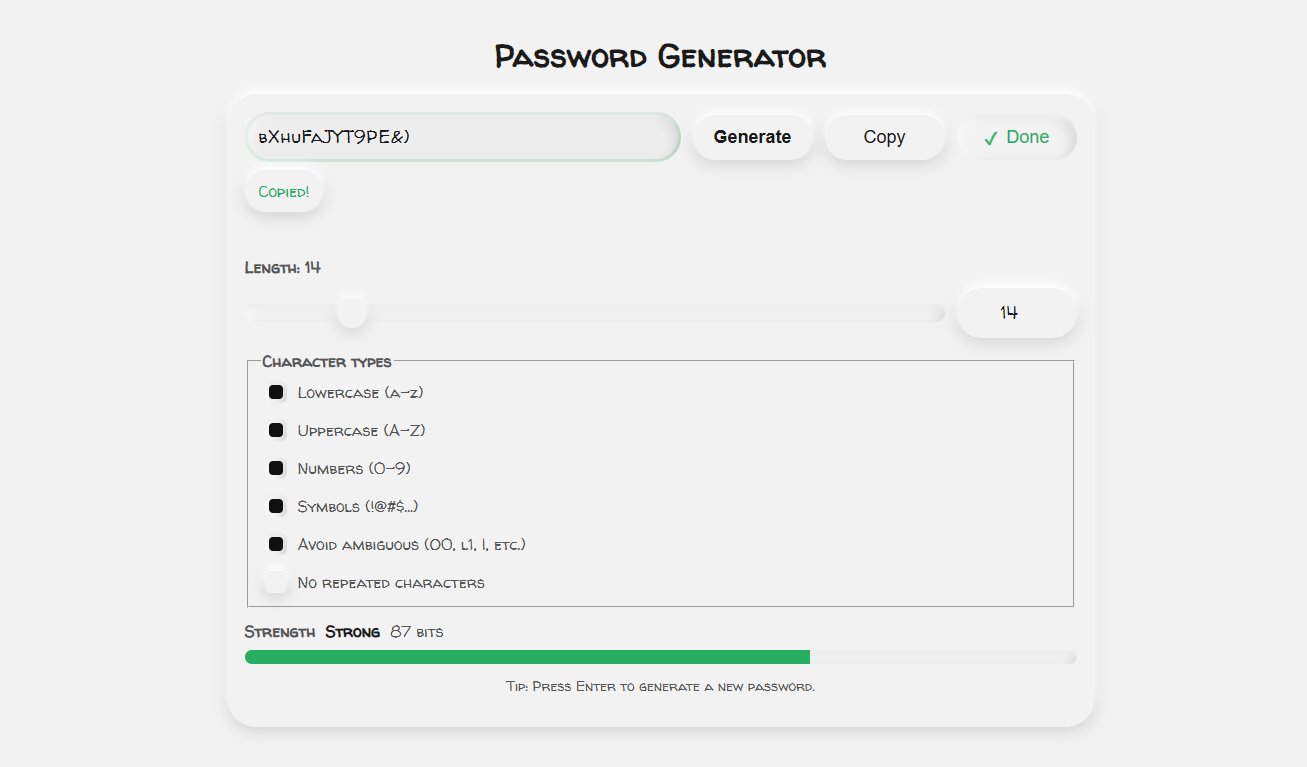 Password Generator
bXhuFaJYT9PE&)
Generate
Copy
✓ Done
Copied!
Length: 14
14
Character types
Lowercase (a–z)
Uppercase (A–Z)
Numbers (0–9)
Symbols (!@#$…)
Avoid ambiguous (O0, l1, I, etc.)
No repeated characters
Strength Strong 87 bits
Tip: Press Enter to generate a new password.